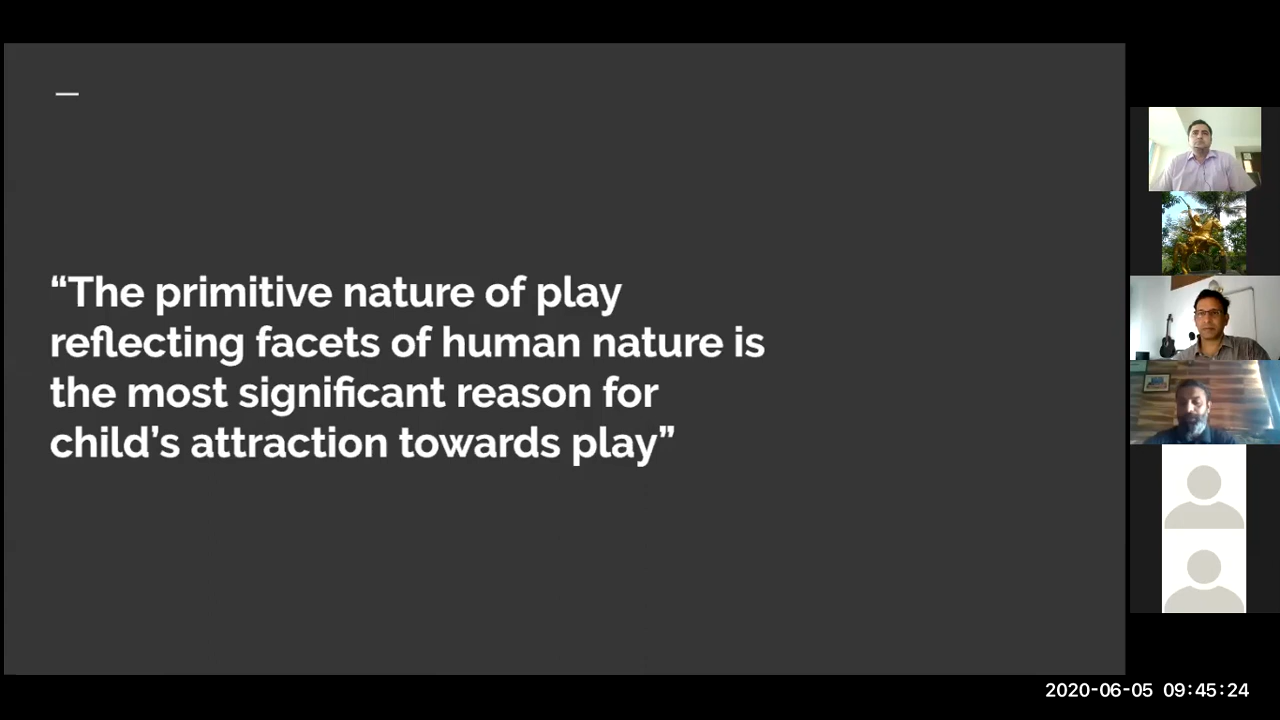 “The primitive nature of play
reflecting facets of human nature is
the most significant reason for
child’s attraction towards play”
2020-06-05 09:45:24